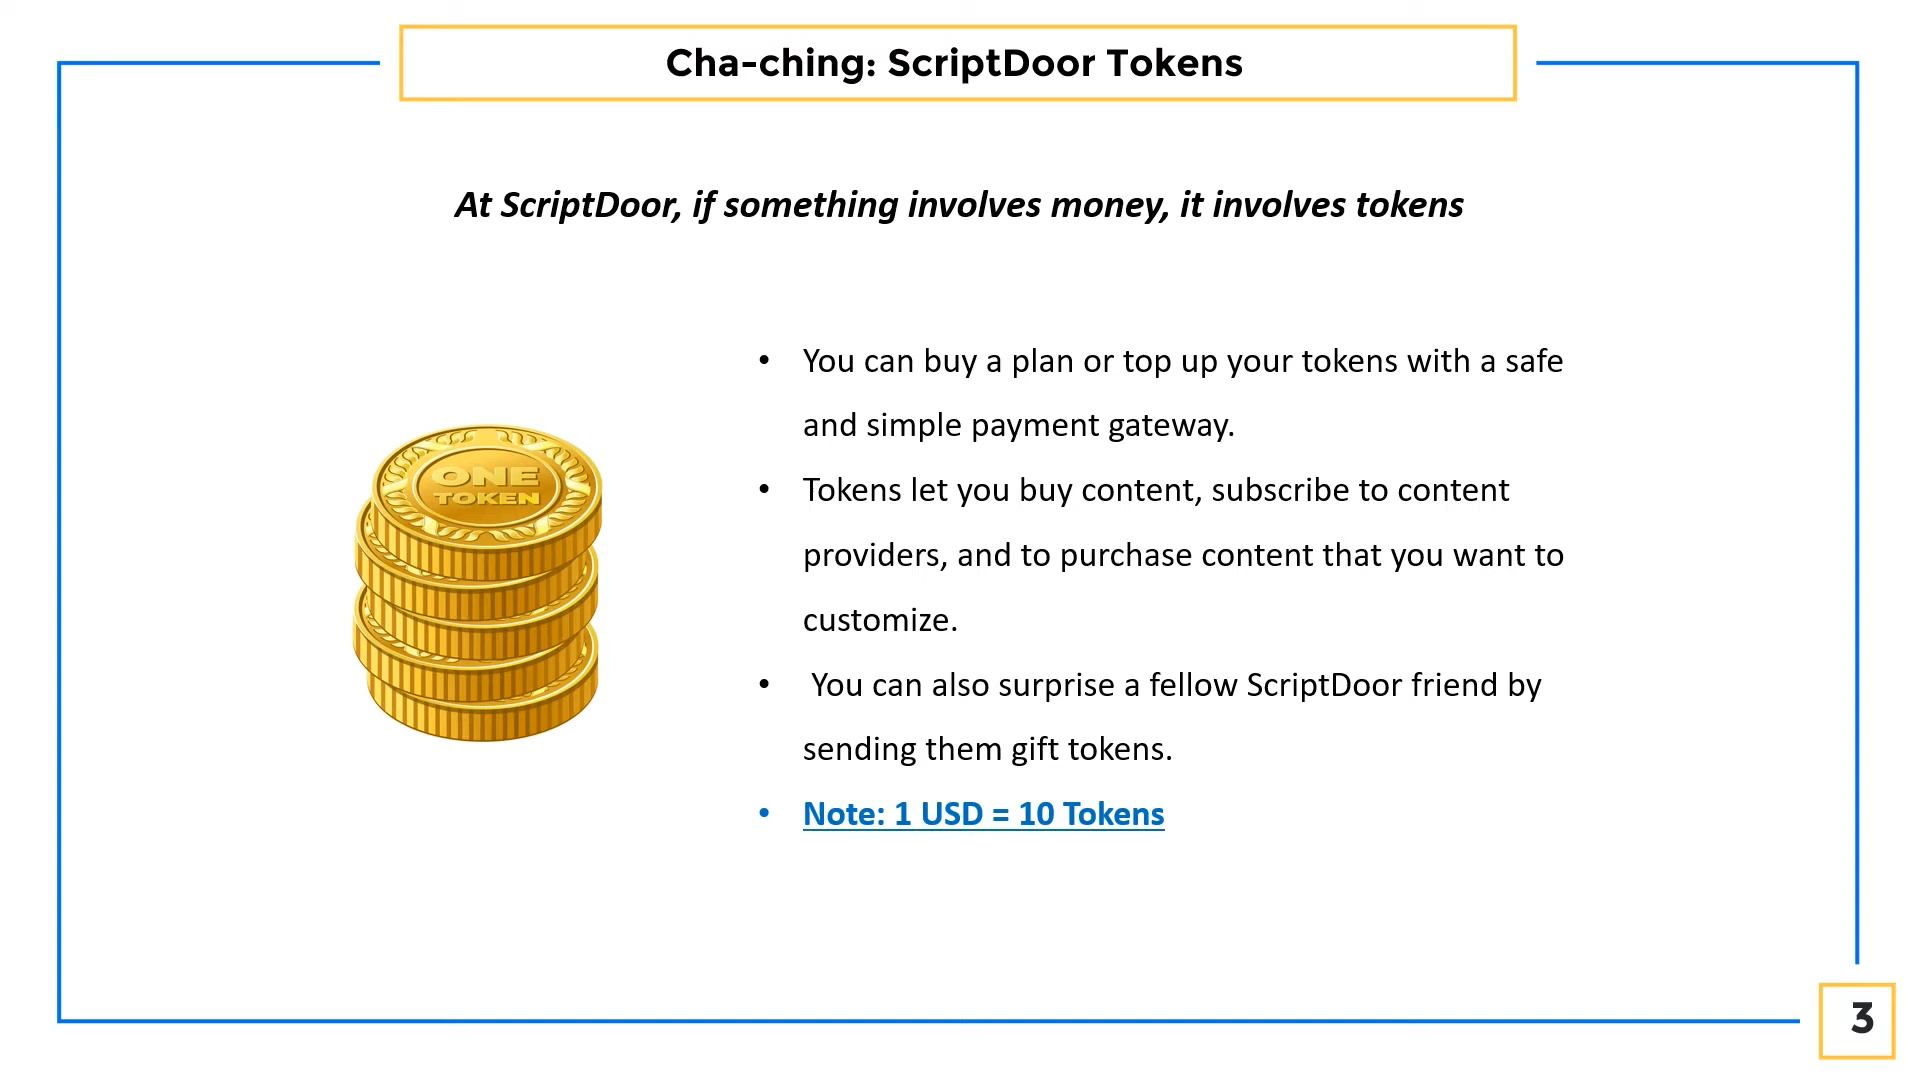 Cha-ching: ScriptDoor Tokens
At ScriptDoor, if something involves money, it involves tokens
• You can buy a plan or top up your tokens with a safe
and simple payment gateway.
• Tokens let you buy content, subscribe to content
providers, and to purchase content that you want to
customize.
• You can also surprise a fellow ScriptDoor friend by
sending them gift tokens.
• Note: 1 USD = 10 Tokens
ONE
TOKEN
3